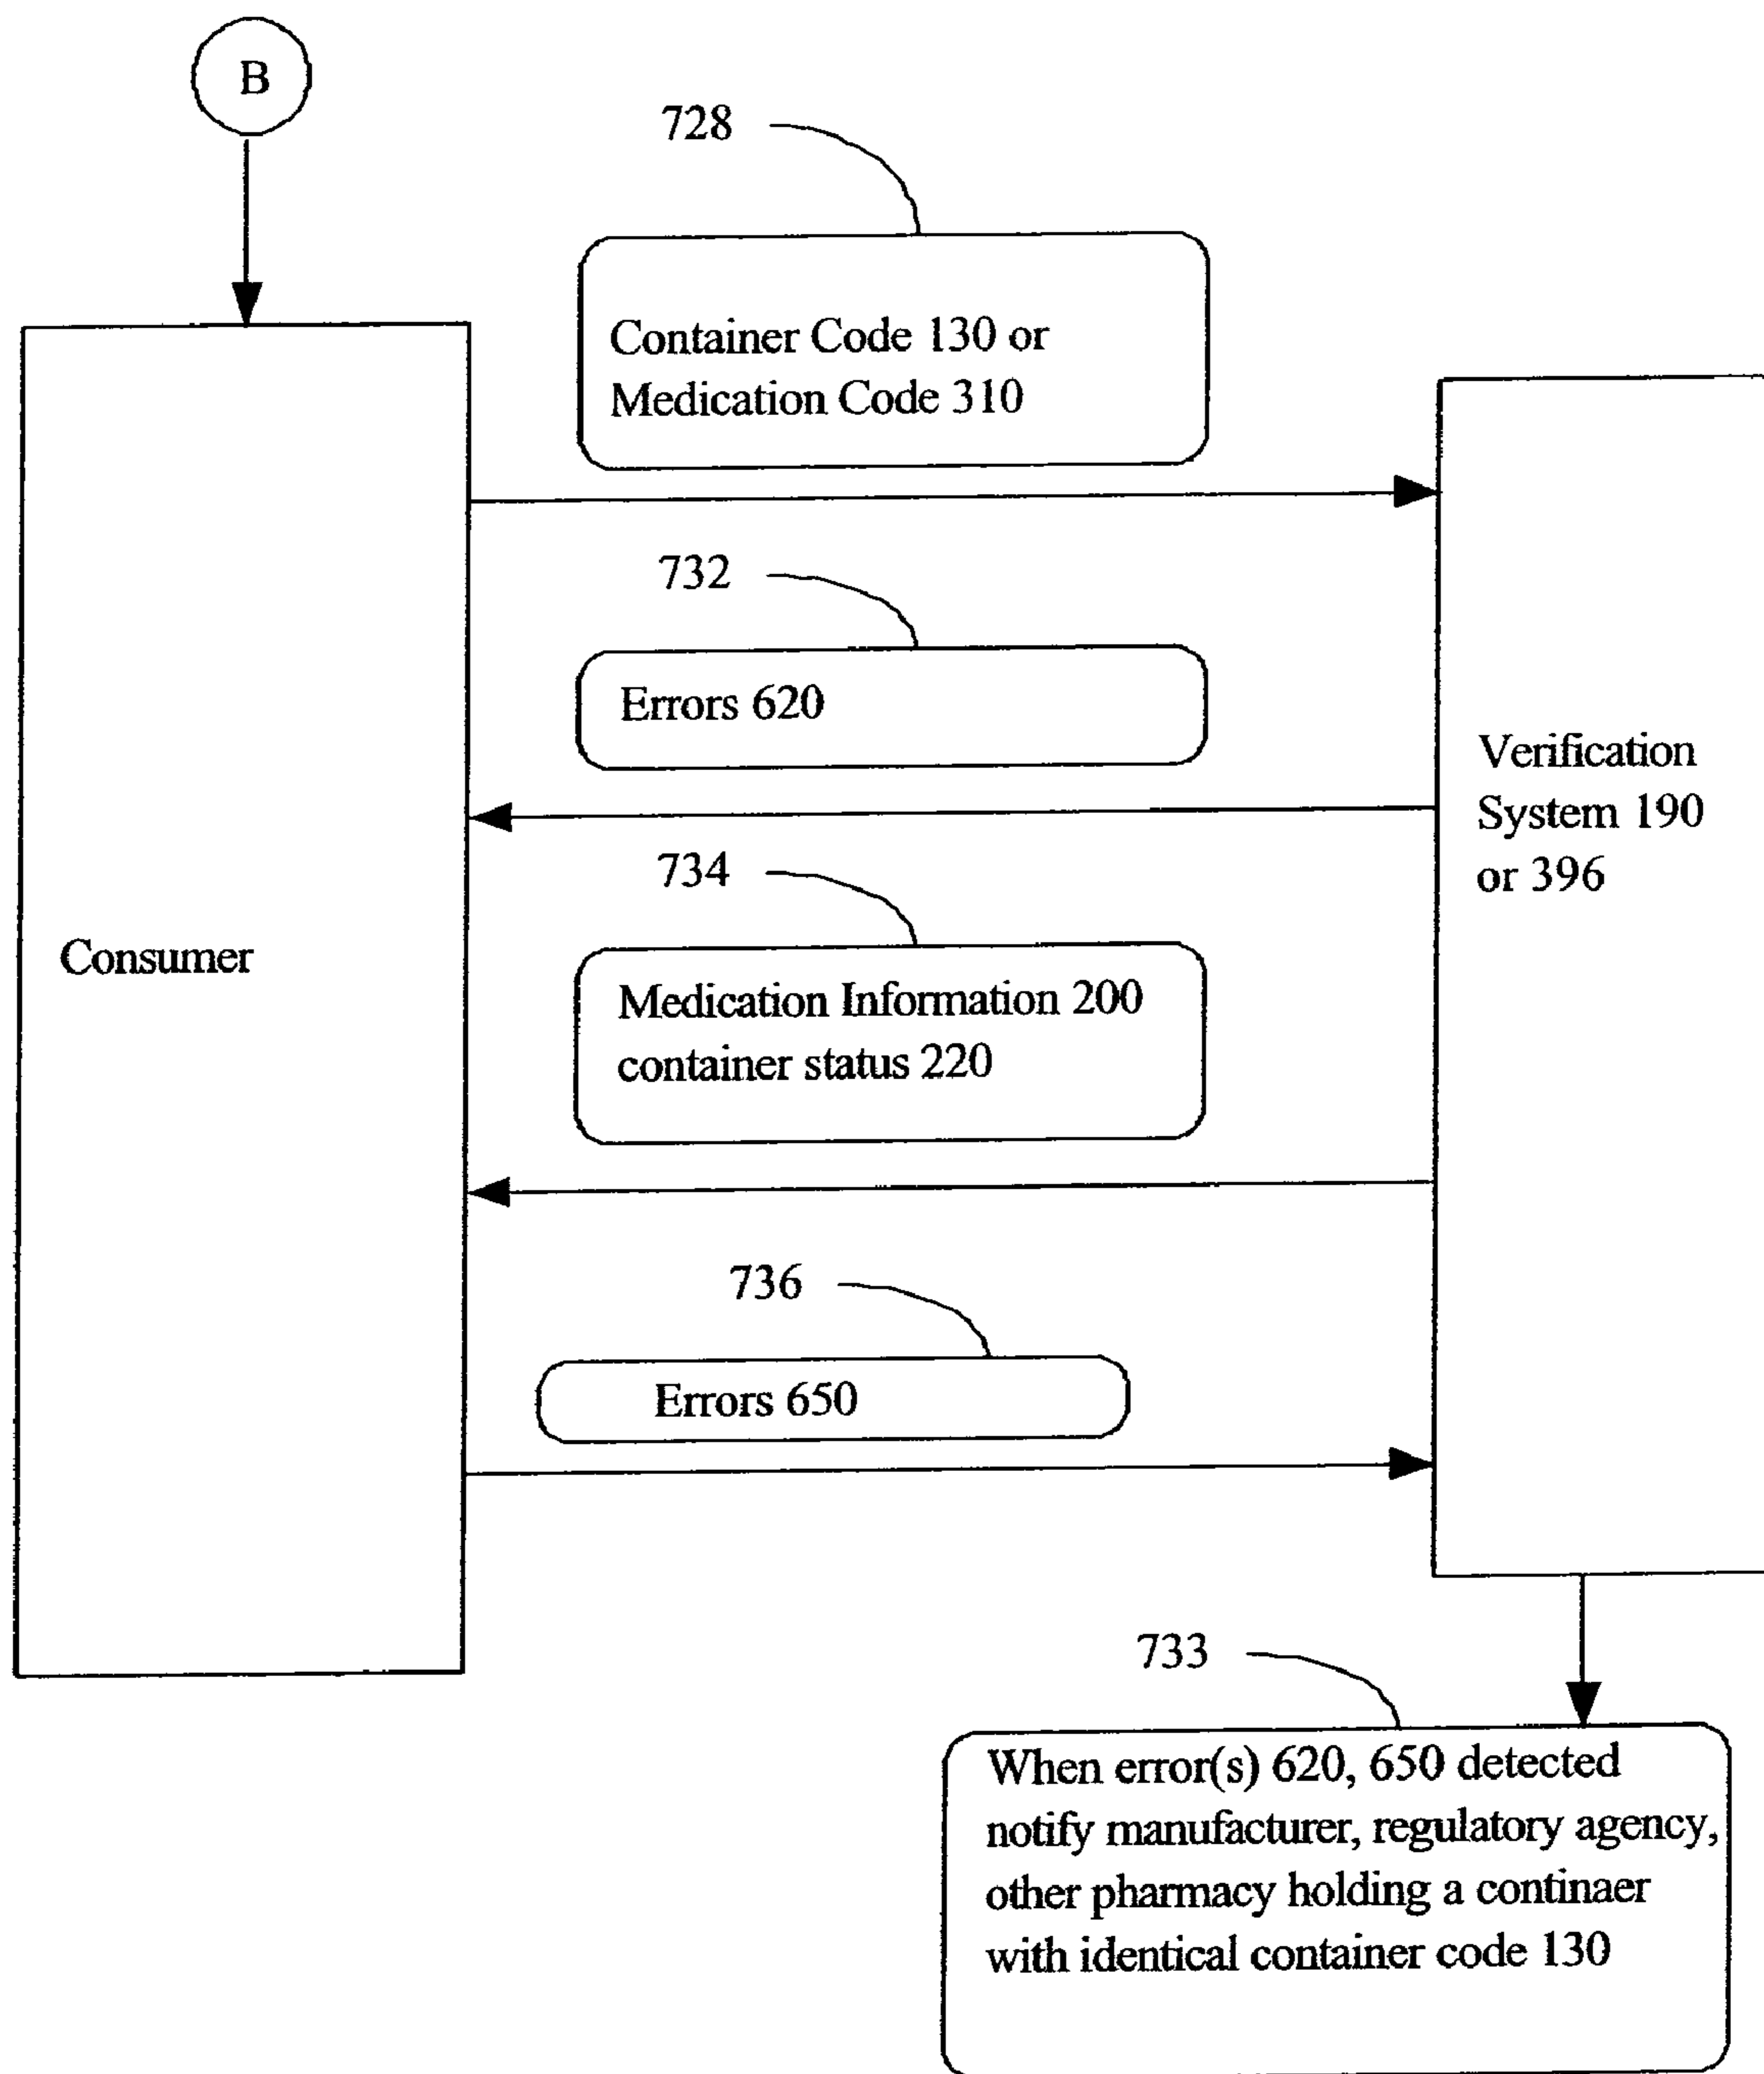 B
728
Container Code 130 or
Medication Code 310
732
Errors 620
Verification
System 190
or 396
734
Consumer
Medication Information 200
container status 220
736
Errors 650
733
When error(s) 620, 650 detected
notify manufacturer, regulatory agency,
other pharmacy holding a continaer
with identical container code 130